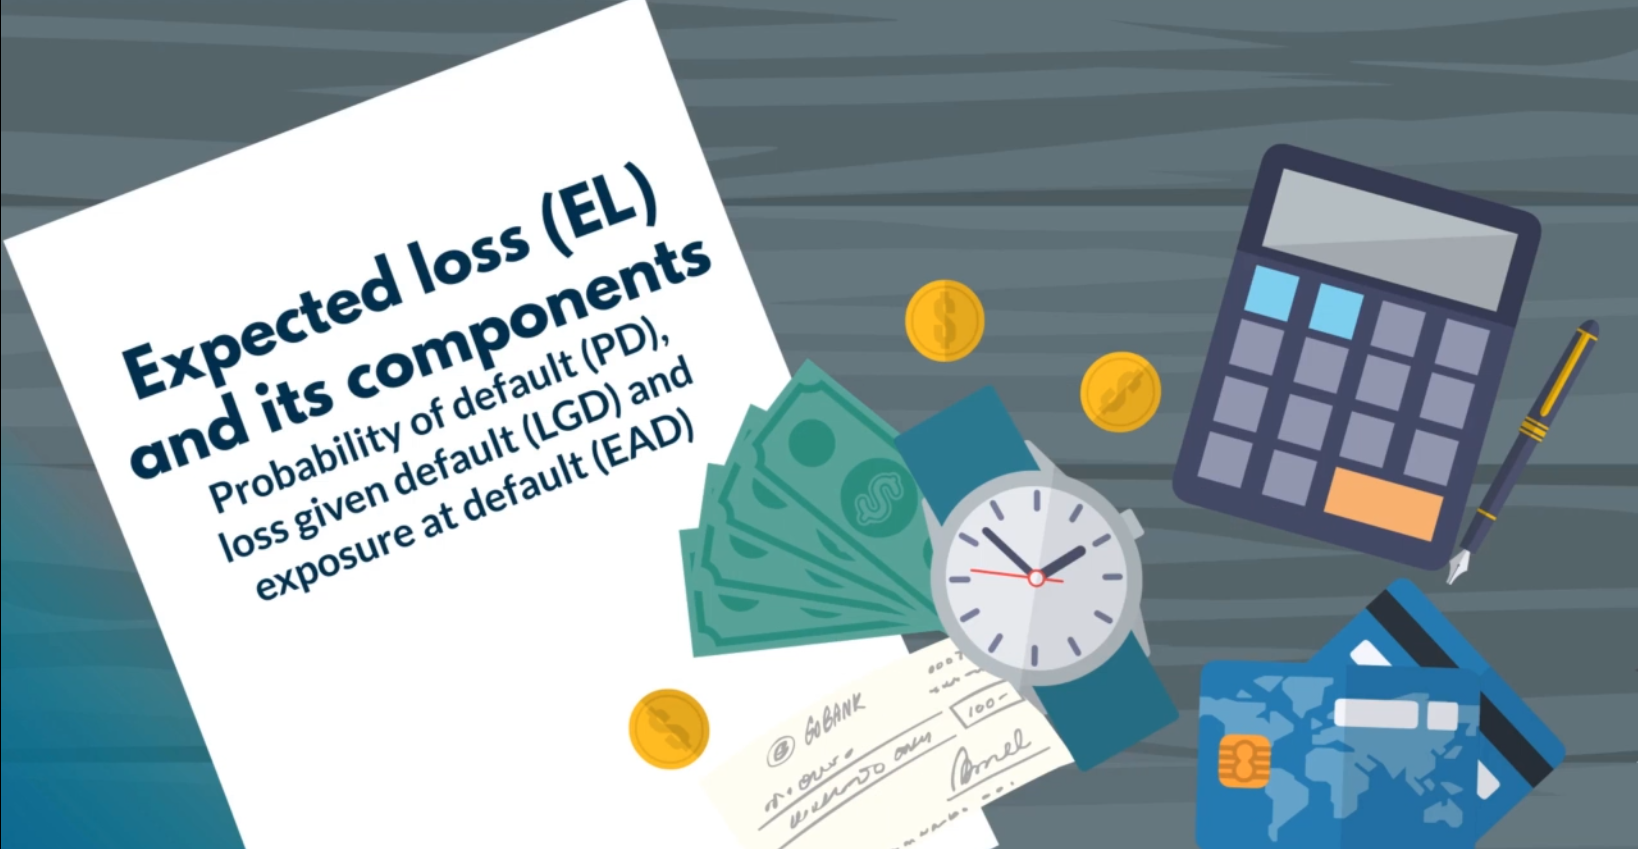 Expected loss (EL)
and its components
Probability of default (PD),
loss given default (LGD) and
exposure at default (EAD)
GOBANK
100-